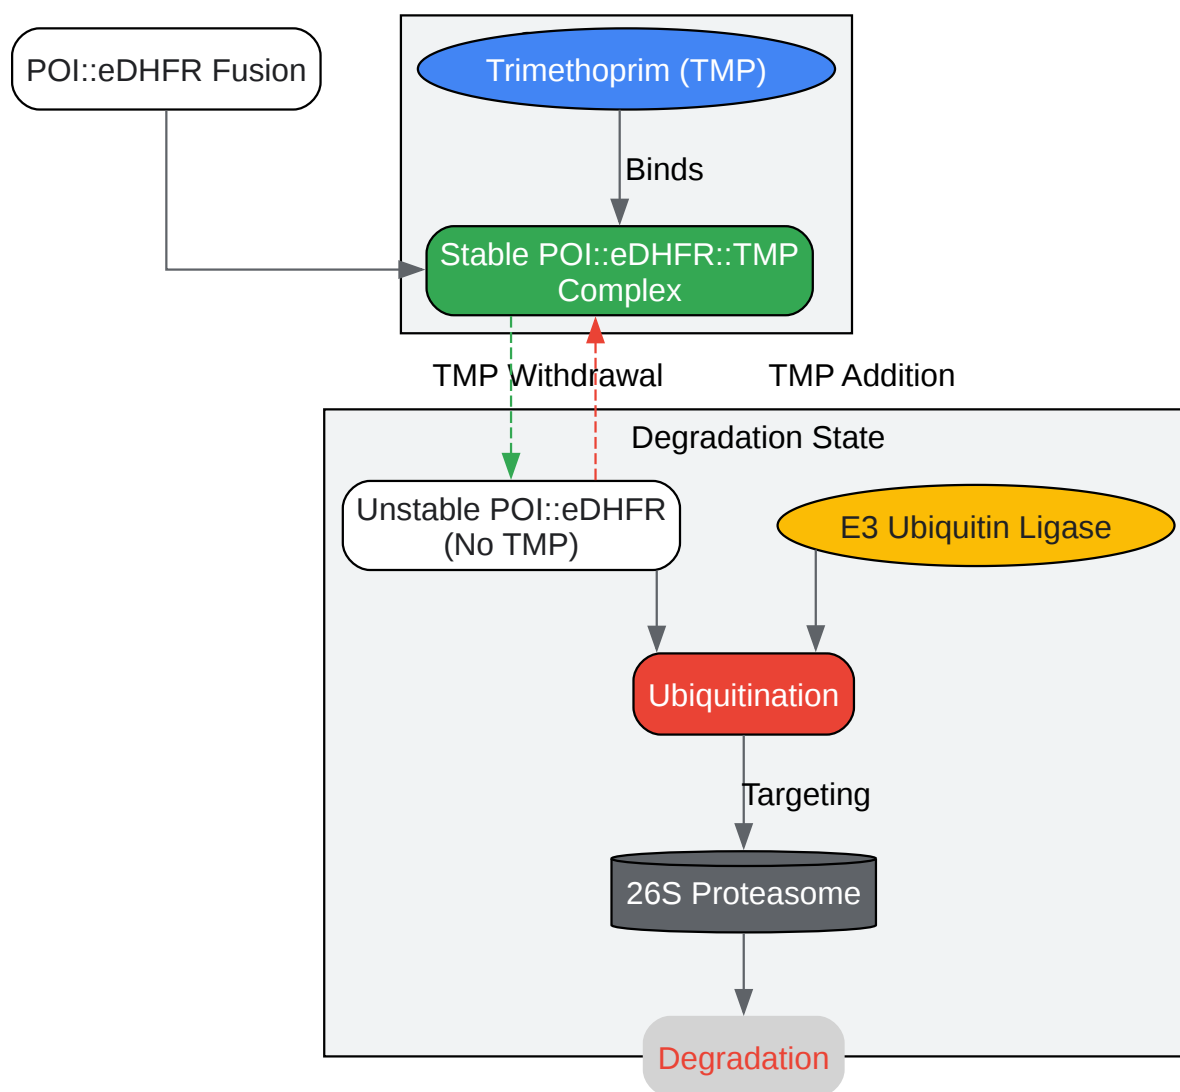 POI::eDHFR Fusion
Trimethoprim (TMP)
Binds
Stable POI::eDHFR::TMP
Complex
TMP Withdrawal
TMP Addition
Degradation State
Unstable POI::eDHFR
(No TMP)
E3 Ubiquitin Ligase
Ubiquitination
Targeting
26S Proteasome
Degradation